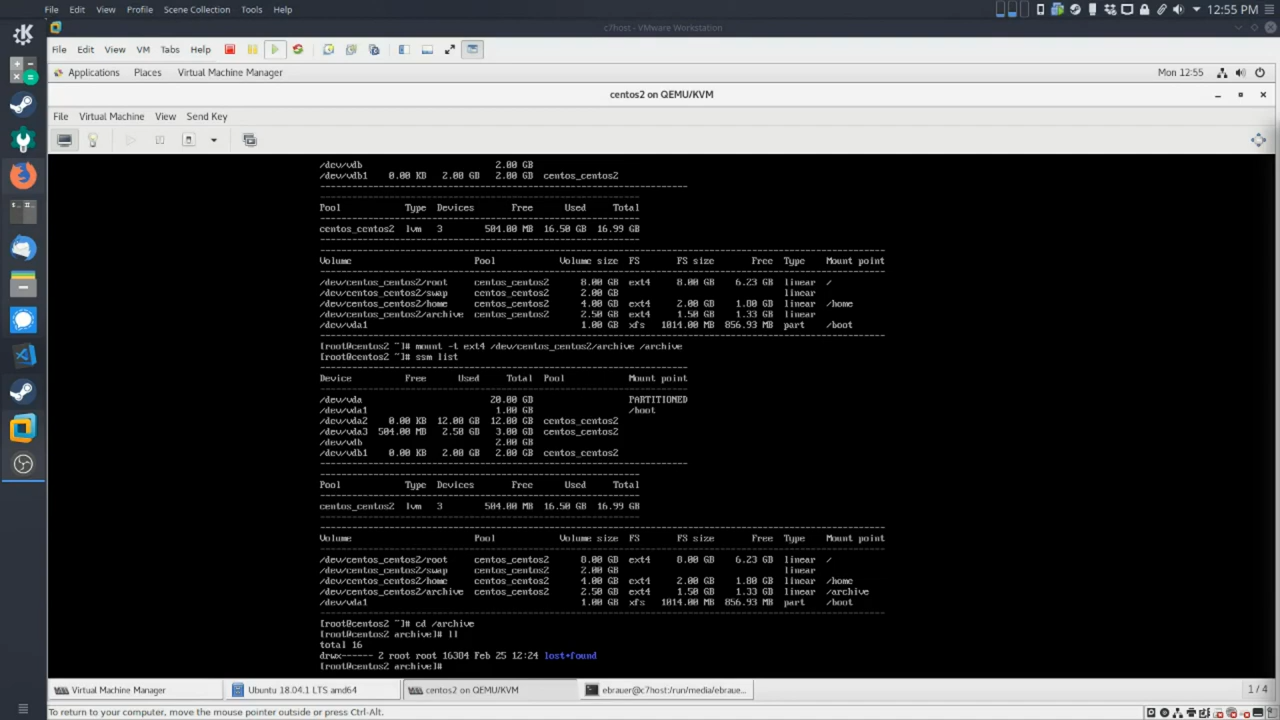 File Edit View Profile Scene Collection Tools Help 12:55 PM
c7host - VMware Workstation
File Edit View VM Tabs Help
Applications Places Virtual Machine Manager Mon 12:55
centos2 on QEMU/KVM
File Virtual Machine View Send Key
/dev/vdb 2.00 GB
/dev/vdb1 0.00 KB 2.00 GB 2.00 GB centos_centos2
--------------------------------------------------------------------
------------------------------------------------------------
Pool Type Devices Free Used Total
------------------------------------------------------------
centos_centos2 lvm 3 504.00 MB 16.50 GB 16.99 GB
------------------------------------------------------------
----------------------------------------------------------------------------------------------------------
Volume Pool Volume size FS FS size Free Type Mount point
----------------------------------------------------------------------------------------------------------
/dev/centos_centos2/root centos_centos2 8.00 GB ext4 8.00 GB 6.23 GB linear /
/dev/centos_centos2/swap centos_centos2 2.00 GB linear
/dev/centos_centos2/home centos_centos2 4.00 GB ext4 2.00 GB 1.80 GB linear /home
/dev/centos_centos2/archive centos_centos2 2.50 GB ext4 1.50 GB 1.33 GB linear
/dev/vda1 1.00 GB xfs 1014.00 MB 856.93 MB part /boot
----------------------------------------------------------------------------------------------------------
[root@centos2 ~]# mount -t ext4 /dev/centos_centos2/archive /archive
[root@centos2 ~]# ssm list
--------------------------------------------------------------------
Device Free Used Total Pool Mount point
--------------------------------------------------------------------
/dev/vda 20.00 GB PARTITIONED
/dev/vda1 1.00 GB /boot
/dev/vda2 0.00 KB 12.00 GB 12.00 GB centos_centos2
/dev/vda3 504.00 MB 2.50 GB 3.00 GB centos_centos2
/dev/vdb 2.00 GB
/dev/vdb1 0.00 KB 2.00 GB 2.00 GB centos_centos2
--------------------------------------------------------------------
------------------------------------------------------------
Pool Type Devices Free Used Total
------------------------------------------------------------
centos_centos2 lvm 3 504.00 MB 16.50 GB 16.99 GB
------------------------------------------------------------
----------------------------------------------------------------------------------------------------------
Volume Pool Volume size FS FS size Free Type Mount point
----------------------------------------------------------------------------------------------------------
/dev/centos_centos2/root centos_centos2 8.00 GB ext4 8.00 GB 6.23 GB linear /
/dev/centos_centos2/swap centos_centos2 2.00 GB linear
/dev/centos_centos2/home centos_centos2 4.00 GB ext4 2.00 GB 1.80 GB linear /home
/dev/centos_centos2/archive centos_centos2 2.50 GB ext4 1.50 GB 1.33 GB linear /archive
/dev/vda1 1.00 GB xfs 1014.00 MB 856.93 MB part /boot
----------------------------------------------------------------------------------------------------------
[root@centos2 ~]# cd /archive
[root@centos2 archive]# ll
total 16
drwx------ 2 root root 16384 Feb 25 12:24 lost+found
[root@centos2 archive]#
Virtual Machine Manager Ubuntu 18.04.1 LTS amd64 centos2 on QEMU/KVM ebrauer@c7host:/run/media/ebraue... 1 / 4
To return to your computer, move the mouse pointer outside or press Ctrl-Alt.